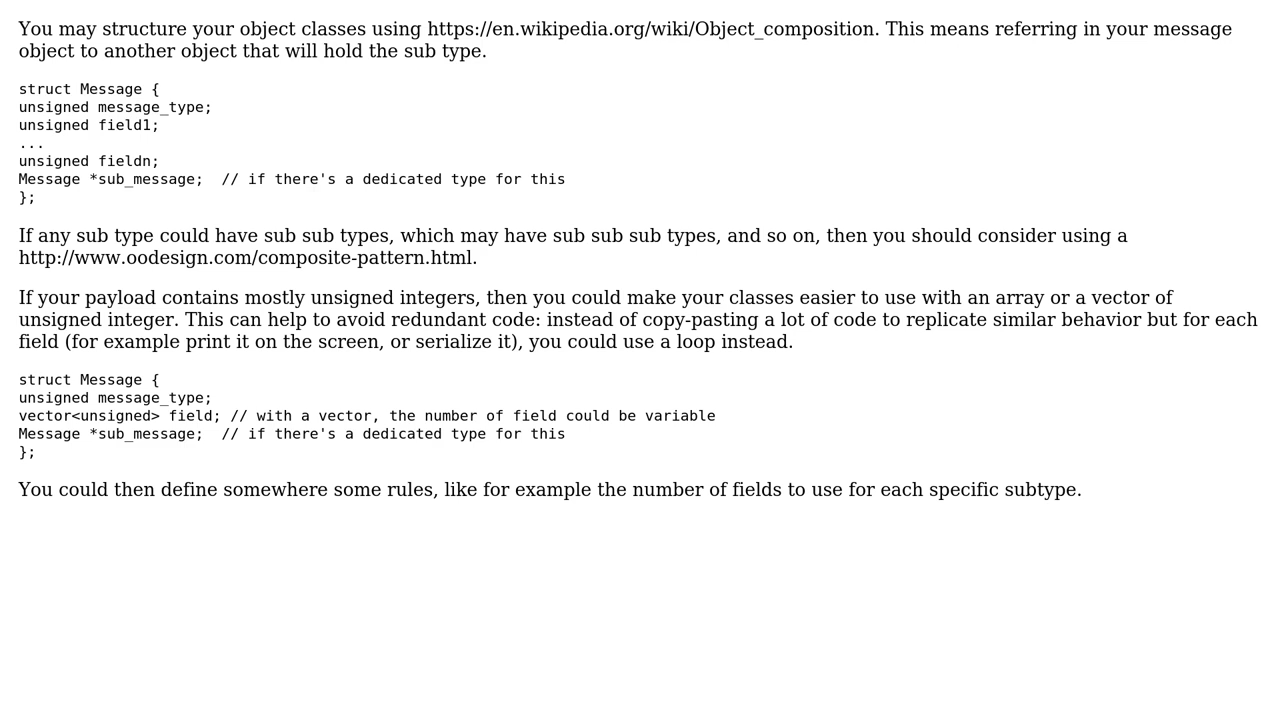 You may structure your object classes using https://en.wikipedia.org/wiki/Object_composition. This means referring in your message
object to another object that will hold the sub type.
struct Message {
unsigned message_type;
unsigned field1;
...
unsigned fieldn;
Message *sub_message;  // if there's a dedicated type for this
};
If any sub type could have sub sub types, which may have sub sub sub types, and so on, then you should consider using a
http://www.oodesign.com/composite-pattern.html.
If your payload contains mostly unsigned integers, then you could make your classes easier to use with an array or a vector of
unsigned integer. This can help to avoid redundant code: instead of copy-pasting a lot of code to replicate similar behavior but for each
field (for example print it on the screen, or serialize it), you could use a loop instead.
struct Message {
unsigned message_type;
vector<unsigned> field; // with a vector, the number of field could be variable
Message *sub_message;  // if there's a dedicated type for this
};
You could then define somewhere some rules, like for example the number of fields to use for each specific subtype.